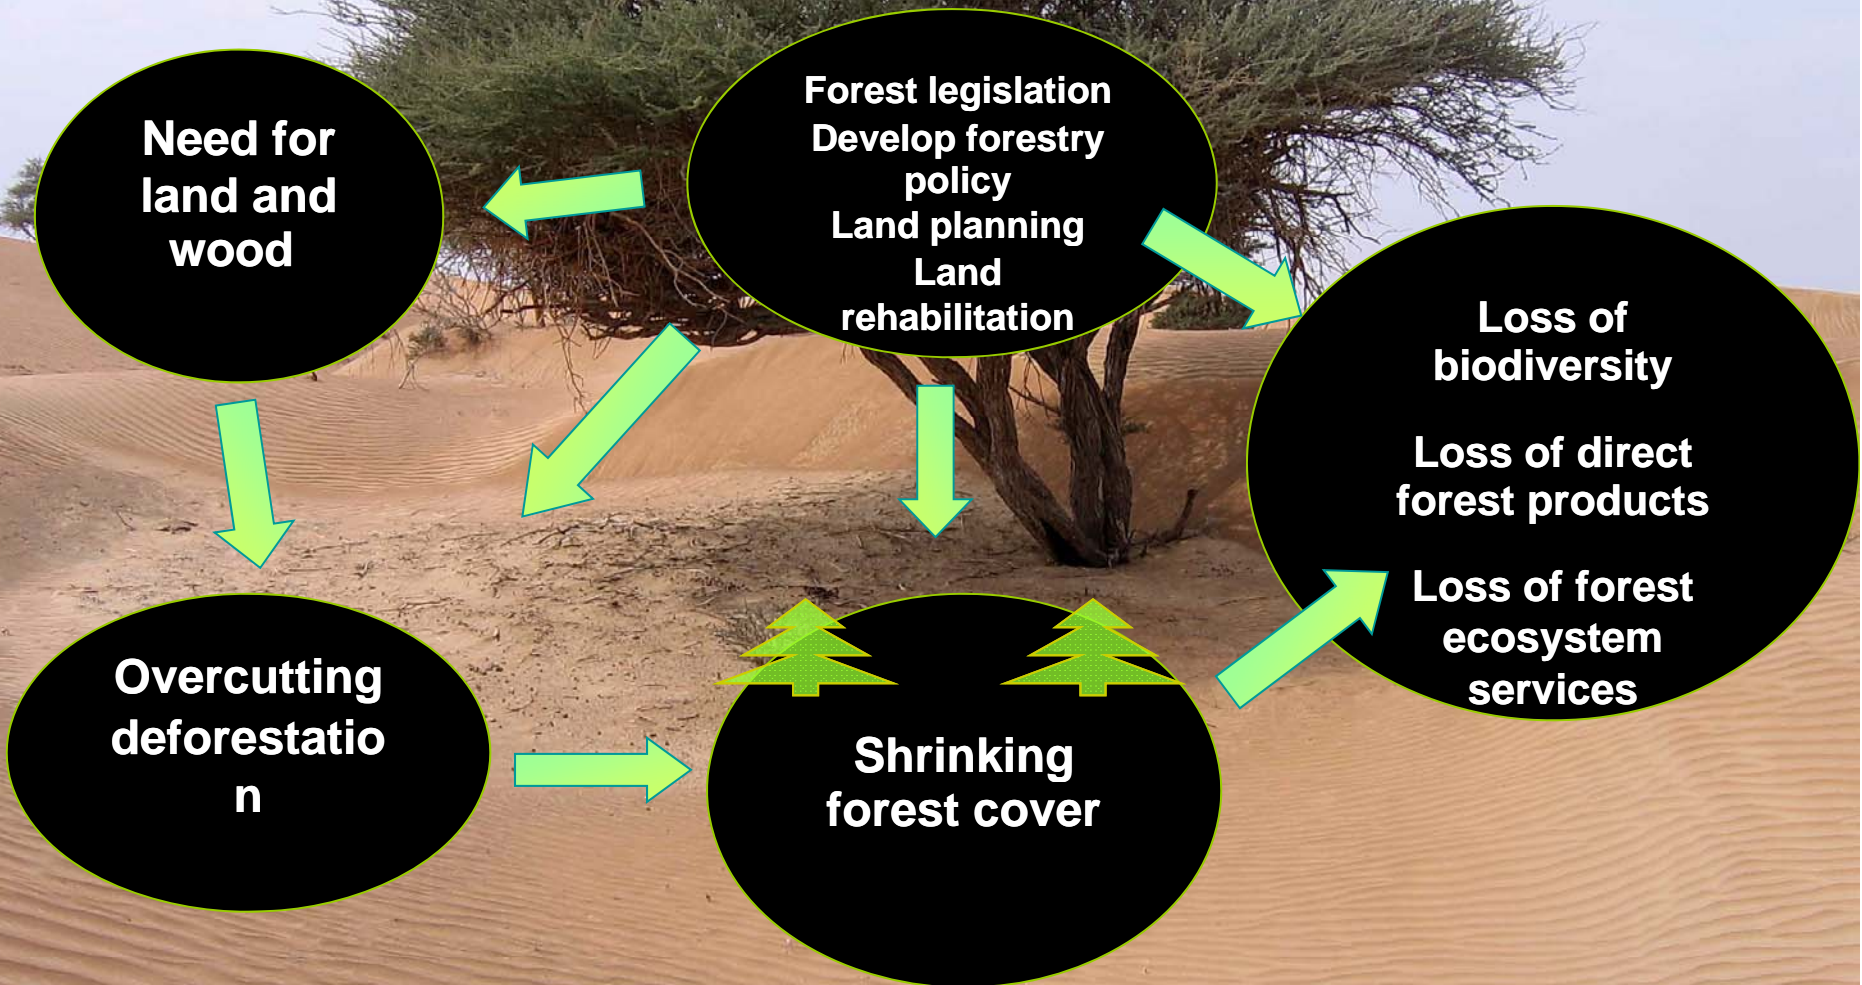 Need for
land and
wood
Forest legislation
Develop forestry
policy
Land planning
Land
rehabilitation
Loss of
biodiversity
Loss of direct
forest products
Loss of forest
ecosystem
services
Overcutting
deforestatio
n
Shrinking
forest cover